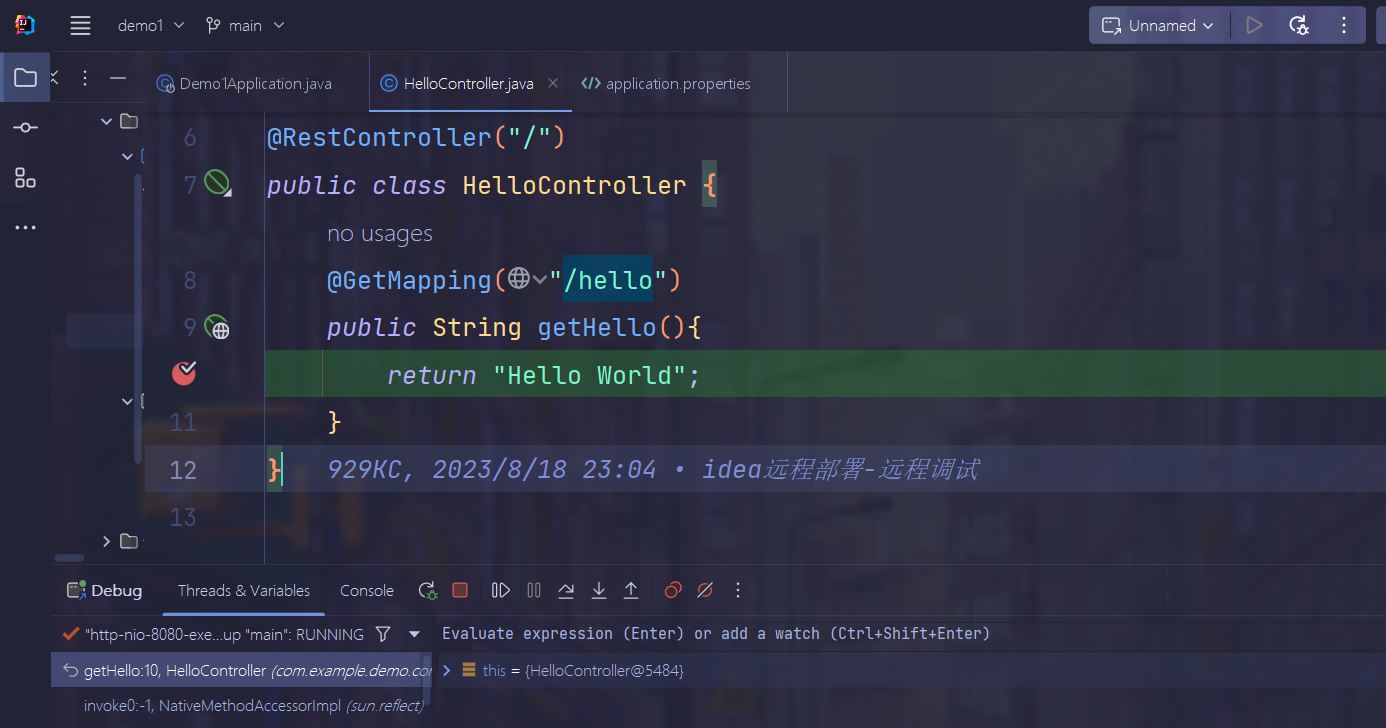 demo1 main Unnamed
Demo1Application.java HelloController.java application.properties
6 @RestController("/")
7 public class HelloController {
no usages
8 @GetMapping("/hello")
9 public String getHello(){
return "Hello World";
11 }
12 } 929KC, 2023/8/18 23:04 • idea远程部署-远程调试
13
Debug Threads & Variables Console
"http-nio-8080-exe...up "main": RUNNING Evaluate expression (Enter) or add a watch (Ctrl+Shift+Enter)
getHello:10, HelloController (com.example.demo.con this = {HelloController@5484}
invoke0:-1, NativeMethodAccessorImpl (sun.reflect)